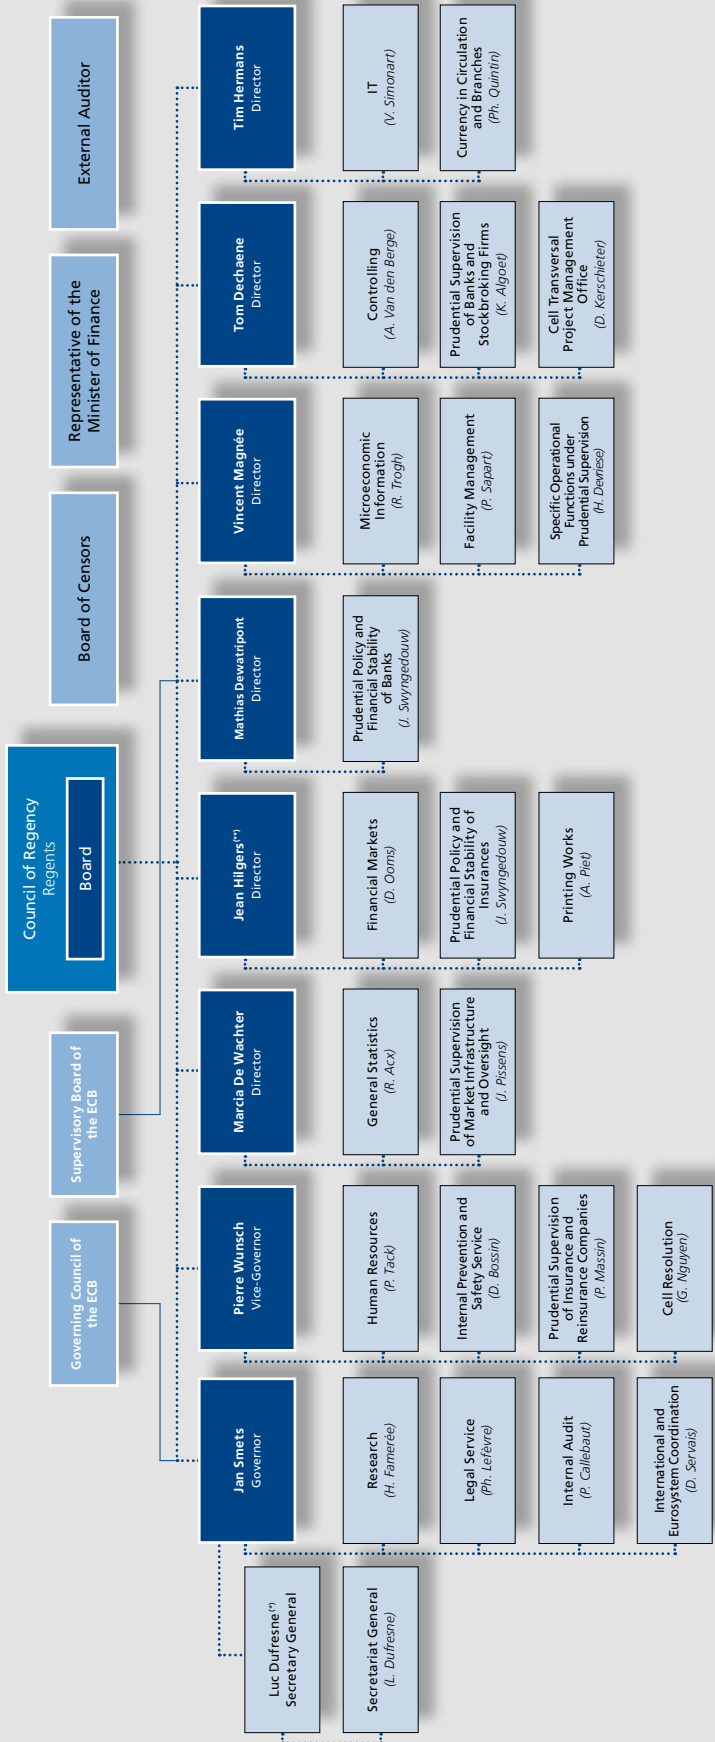 Council of Regency
Regents
Board
Governing Council of
the ECB
Supervisory Board of
the ECB
Board of Censors
Representative of the
Minister of Finance
External Auditor
Luc Dufresne(*)
Secretary General
Secretariat General
(L. Dufresne)
Jan Smets
Governor
Research
(H. Famerée)
Legal Service
(Ph. Lefèvre)
Internal Audit
(P. Callebaut)
International and
Eurosystem Coordination
(D. Servais)
Pierre Wunsch
Vice-Governor
Human Resources
(P. Tack)
Internal Prevention and
Safety Service
(D. Bossin)
Prudential Supervision
of Insurance and
Reinsurance Companies
(P. Massin)
Cell Resolution
(G. Nguyen)
Marcia De Wachter
Director
General Statistics
(R. Acx)
Prudential Supervision
of Market Infrastructure
and Oversight
(J. Pissens)
Jean Hilgers(**)
Director
Financial Markets
(D. Ooms)
Prudential Policy and
Financial Stability of
Insurances
(J. Swyngedouw)
Printing Works
(A. Piet)
Mathias Dewatripont
Director
Prudential Policy and
Financial Stability
of Banks
(J. Swyngedouw)
Vincent Magnée
Director
Microeconomic
Information
(R. Trogh)
Facility Management
(P. Sapart)
Specific Operational
Functions under
Prudential Supervision
(H. Devriese)
Tom Dechaene
Director
Controlling
(A. Van den Berge)
Prudential Supervision
of Banks and
Stockbroking Firms
(K. Algoet)
Cell Transversal
Project Management
Office
(D. Kerschieter)
Tim Hermans
Director
IT
(V. Simonart)
Currency in Circulation
and Branches
(Ph. Quintin)